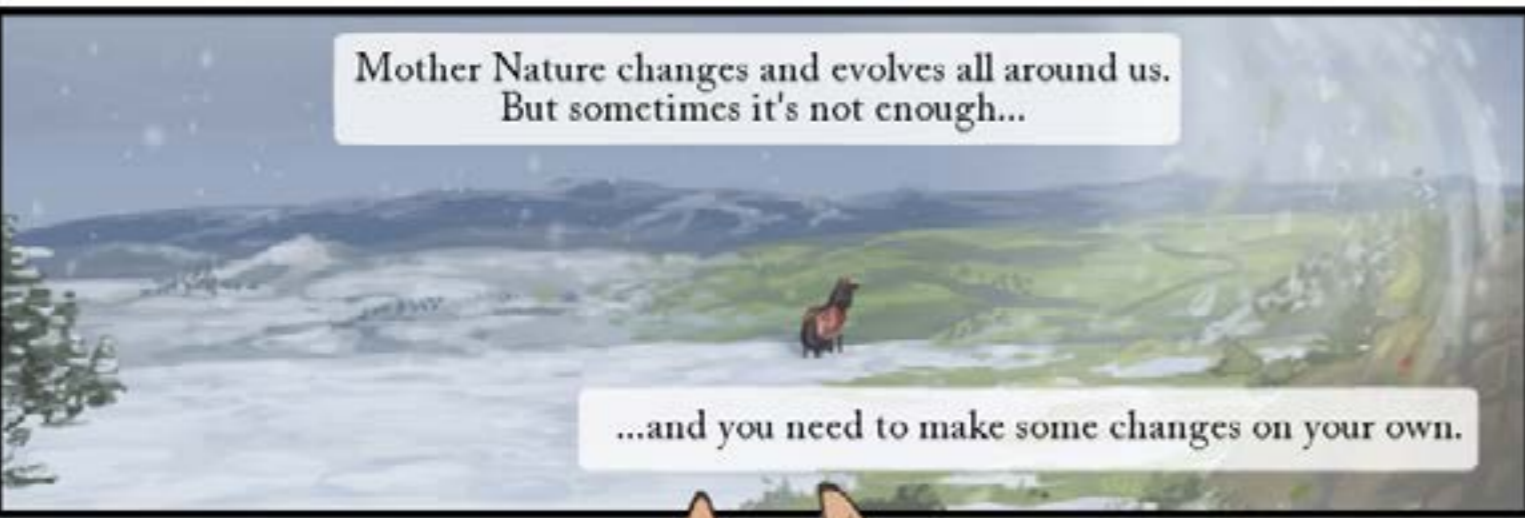 Mother Nature changes and evolves all around us.
But sometimes it's not enough...
...and you need to make some changes on your own.